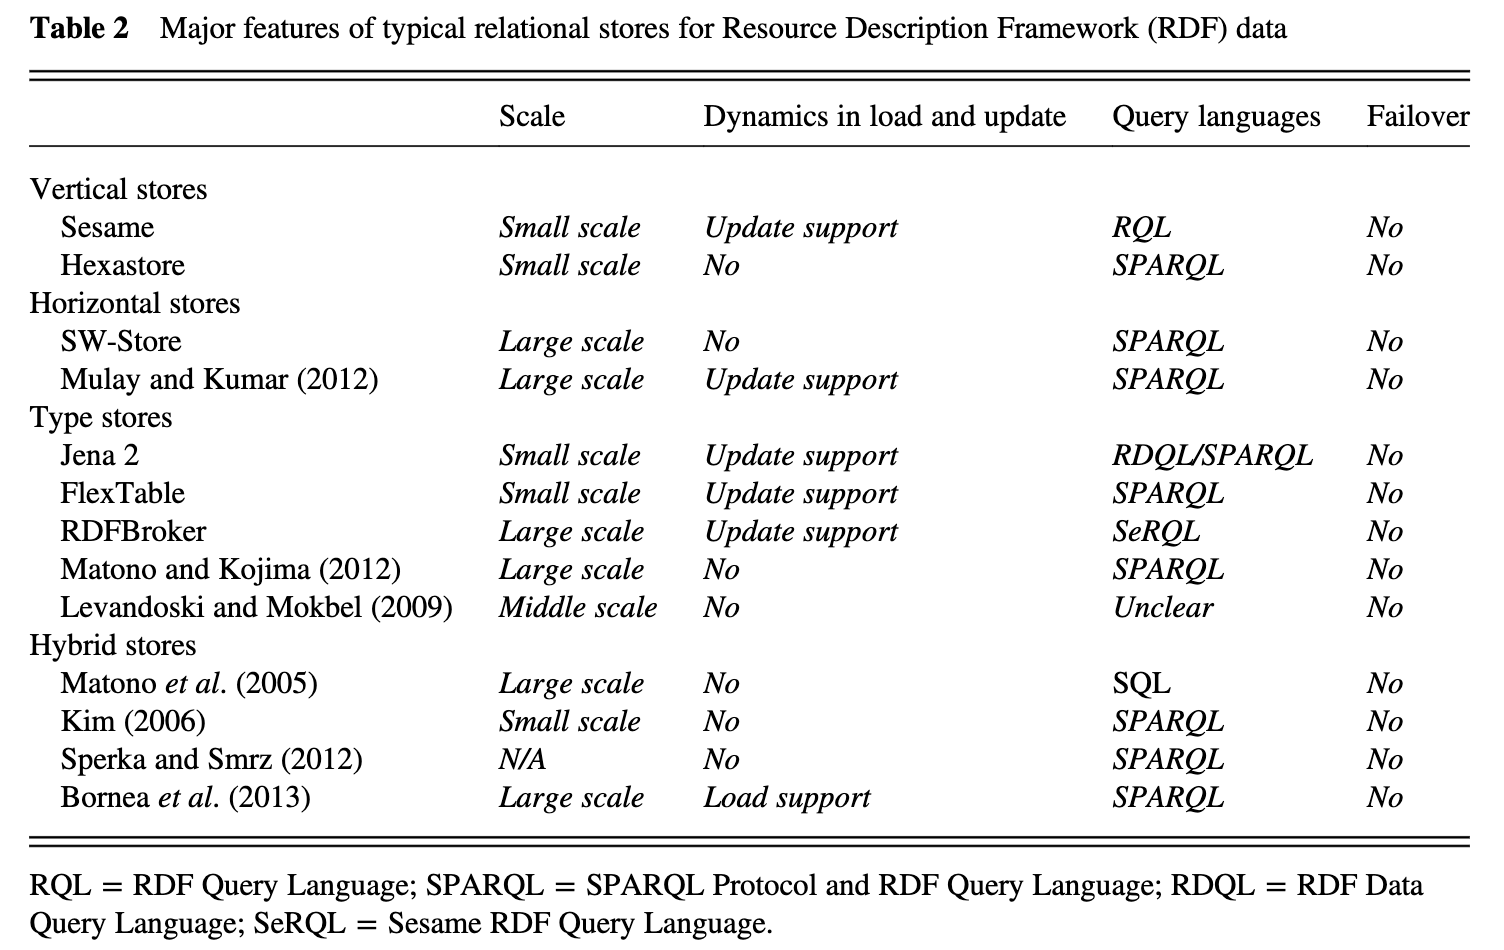 Table 2 Major features of typical relational stores for Resource Description Framework (RDF) data
Scale Dynamics in load and update Query languages Failover
Vertical stores
Sesame Small scale Update support RQL No
Hexastore Small scale No SPARQL No
Horizontal stores
SW-Store Large scale No SPARQL No
Mulay and Kumar (2012) Large scale Update support SPARQL No
Type stores
Jena 2 Small scale Update support RDQL/SPARQL No
FlexTable Small scale Update support SPARQL No
RDFBroker Large scale Update support SeRQL No
Matono and Kojima (2012) Large scale No SPARQL No
Levandoski and Mokbel (2009) Middle scale No Unclear No
Hybrid stores
Matono et al. (2005) Large scale No SQL No
Kim (2006) Small scale No SPARQL No
Sperka and Smrz (2012) N/A No SPARQL No
Bornea et al. (2013) Large scale Load support SPARQL No
RQL = RDF Query Language; SPARQL = SPARQL Protocol and RDF Query Language; RDQL = RDF Data
Query Language; SeRQL = Sesame RDF Query Language.